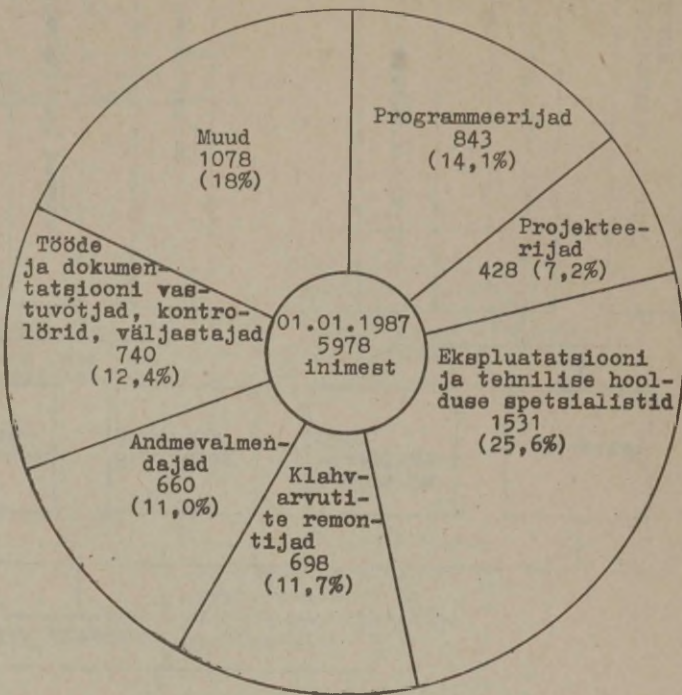 Muud
1078
(18%)
Programmeerijad
843
(14,1%)
Projektee-
rijad
428 (7,2%)
Ekspluatatsiooni
ja tehnilise hool-
duse spetsialistid
1531
(25,6%)
Klahv-
arvuti-
te remon-
tijad
698
(11,7%)
Andmevalmen-
dajad
660
(11,0%)
Tööde
ja dokumen-
tatsiooni vas-
tuvõtjad, kontro-
lörid, väljastajad
740
(12,4%)
01.01.1987
5978
inimest